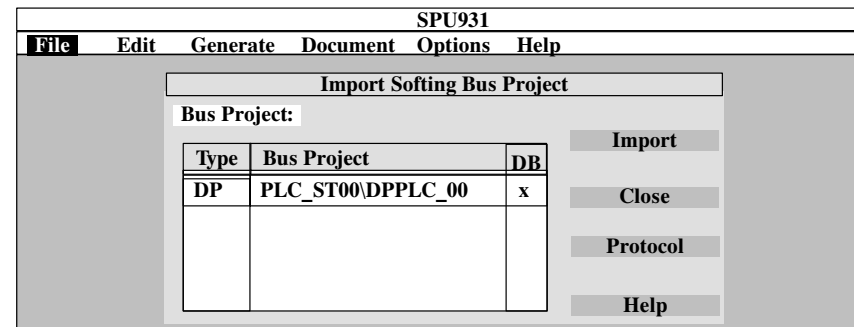 SPU931
File Edit Generate Document Options Help
Import Softing Bus Project
Bus Project:
Import
Type Bus Project DB
DP PLC_ST00\DPPLC_00 x
Close
Protocol
Help